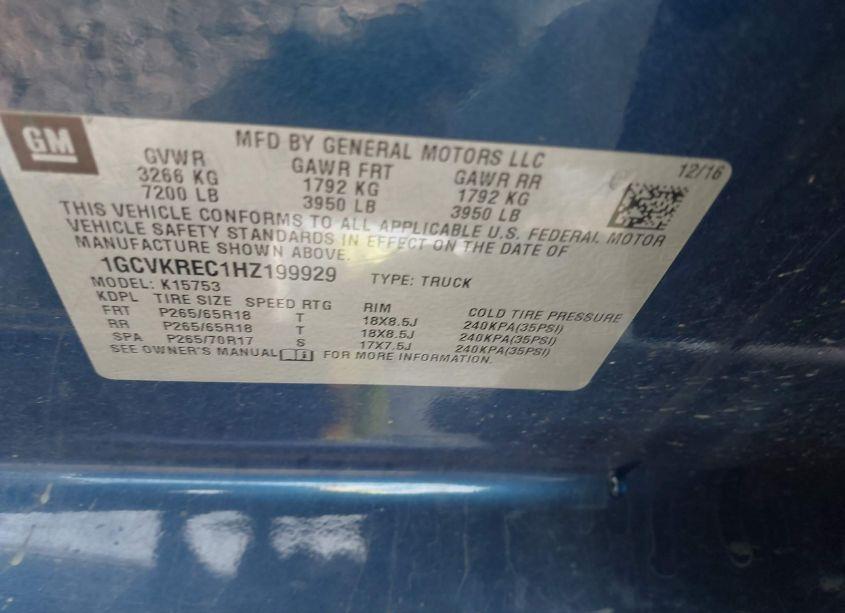 GM
MFD BY GENERAL MOTORS LLC
12/16
GVWR GAWR FRT GAWR RR
3266 KG 1792 KG 1792 KG
7200 LB 3950 LB 3950 LB
THIS VEHICLE CONFORMS TO ALL APPLICABLE U.S. FEDERAL MOTOR
VEHICLE SAFETY STANDARDS IN EFFECT ON THE DATE OF
MANUFACTURE SHOWN ABOVE.
1GCVKREC1HZ199929 TYPE: TRUCK
MODEL: K15753
KDPL TIRE SIZE SPEED RTG RIM COLD TIRE PRESSURE
FRT P265/65R18 T 18X8.5J 240KPA(35PSI)
RR P265/65R18 T 18X8.5J 240KPA(35PSI)
SPA P265/70R17 S 17X7.5J 240KPA(35PSI)
SEE OWNER'S MANUAL FOR MORE INFORMATION.